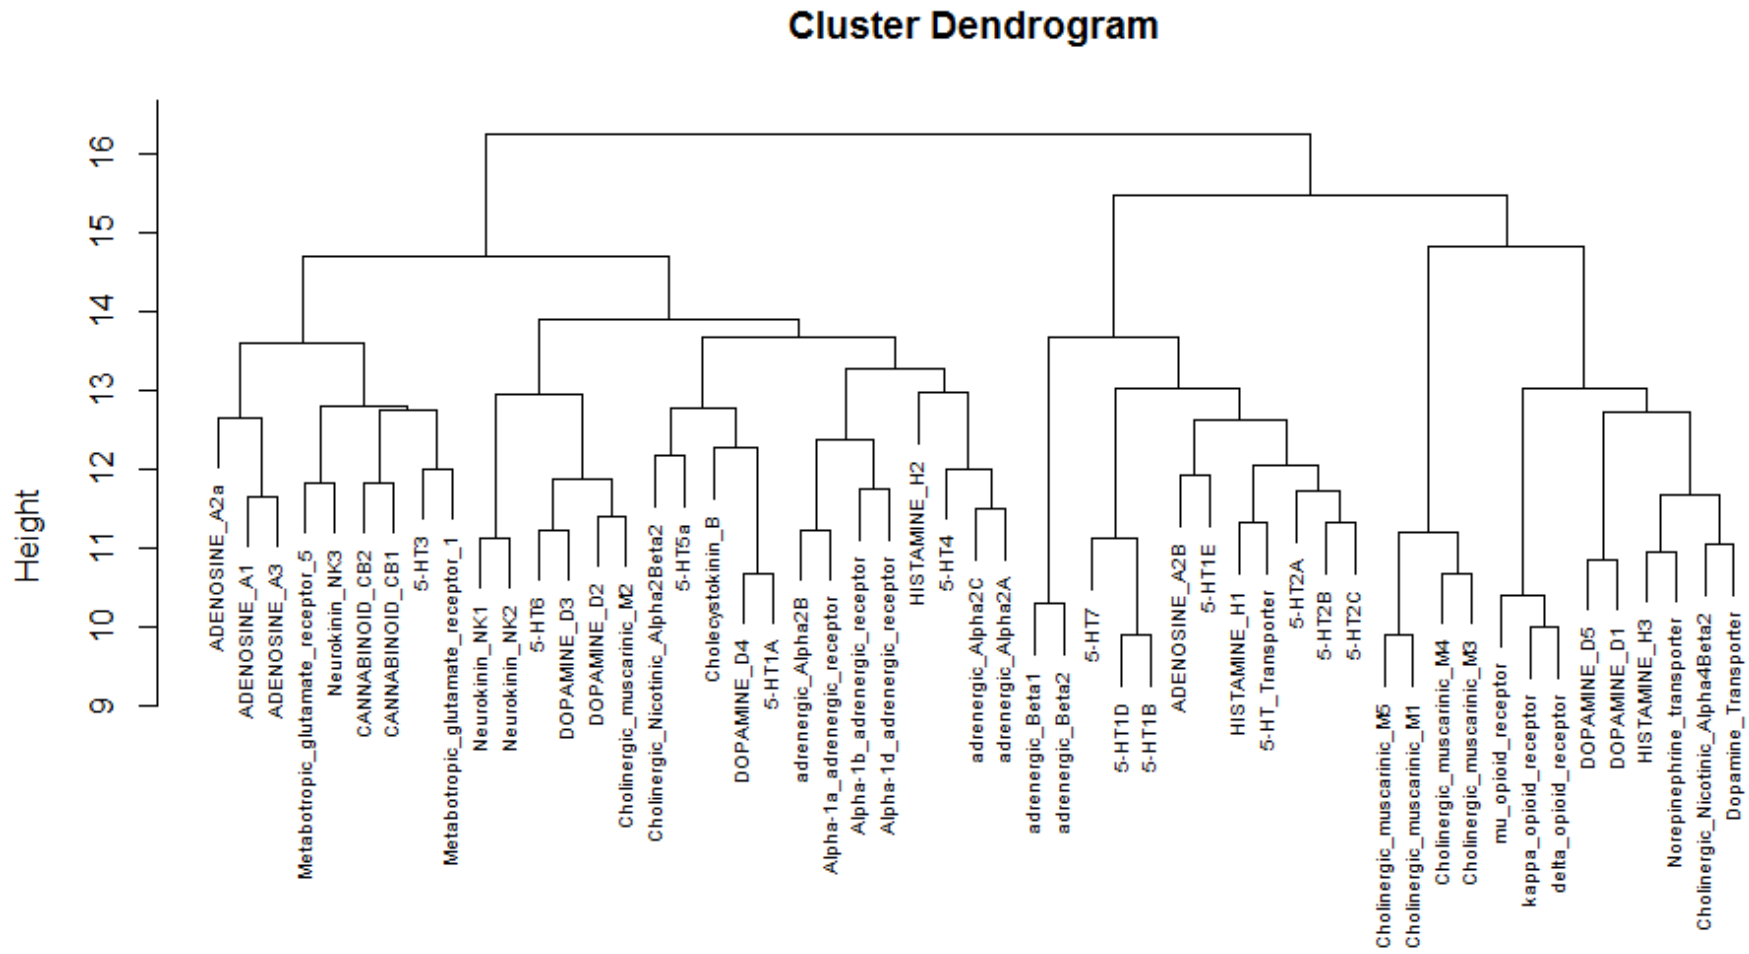 Cluster Dendrogram
Height
16
15
14
13
12
11
10
9
ADENOSINE_A2a
ADENOSINE_A1
ADENOSINE_A3
Metabotropic_glutamate_receptor_5
Neurokinin_NK3
CANNABINOID_CB2
CANNABINOID_CB1
5-HT3
Metabotropic_glutamate_receptor_1
Neurokinin_NK1
Neurokinin_NK2
5-HT6
DOPAMINE_D3
DOPAMINE_D2
Cholinergic_muscarinic_M2
Cholinergic_Nicotinic_Alpha2Beta2
5-HT5a
Cholecystokinin_B
DOPAMINE_D4
5-HT1A
adrenergic_Alpha2B
Alpha-1a_adrenergic_receptor
Alpha-1b_adrenergic_receptor
Alpha-1d_adrenergic_receptor
HISTAMINE_H2
5-HT4
adrenergic_Alpha2C
adrenergic_Alpha2A
adrenergic_Beta1
adrenergic_Beta2
5-HT7
5-HT1D
5-HT1B
ADENOSINE_A2B
5-HT1E
HISTAMINE_H1
5-HT_Transporter
5-HT2A
5-HT2B
5-HT2C
Cholinergic_muscarinic_M5
Cholinergic_muscarinic_M1
Cholinergic_muscarinic_M4
Cholinergic_muscarinic_M3
mu_opioid_receptor
kappa_opioid_receptor
delta_opioid_receptor
DOPAMINE_D5
DOPAMINE_D1
HISTAMINE_H3
Norepinephrine_transporter
Cholinergic_Nicotinic_Alpha4Beta2
Dopamine_Transporter